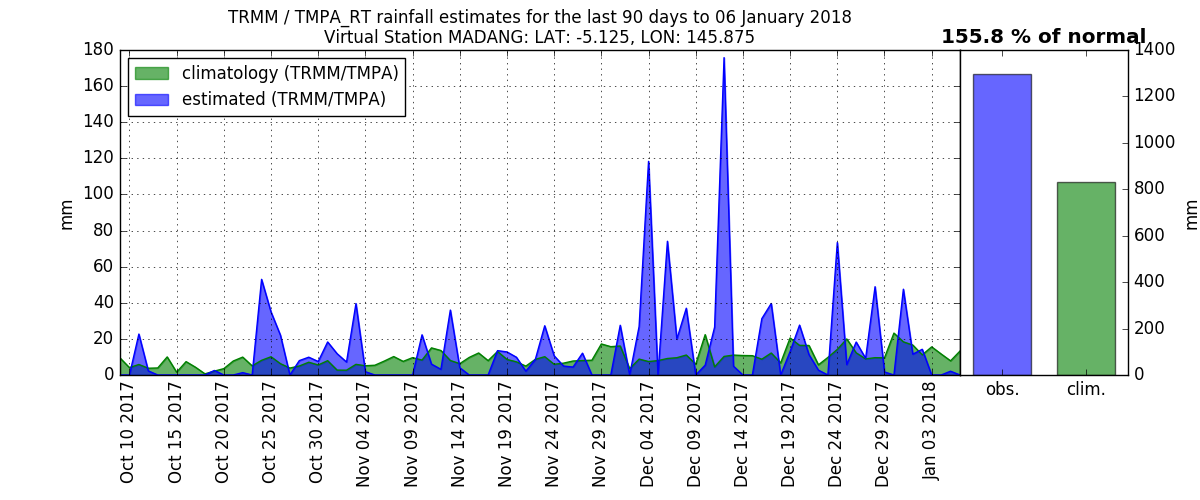 TRMM / TMPA_RT rainfall estimates for the last 90 days to 06 January 2018
Virtual Station MADANG: LAT: -5.125, LON: 145.875
155.8 % of normal
climatology (TRMM/TMPA)
estimated (TRMM/TMPA)
180
160
140
120
100
80
60
40
20
0
mm
Oct 10 2017
Oct 15 2017
Oct 20 2017
Oct 25 2017
Oct 30 2017
Nov 04 2017
Nov 09 2017
Nov 14 2017
Nov 19 2017
Nov 24 2017
Nov 29 2017
Dec 04 2017
Dec 09 2017
Dec 14 2017
Dec 19 2017
Dec 24 2017
Dec 29 2017
Jan 03 2018
1400
1200
1000
800
600
400
200
0
mm
obs.
clim.